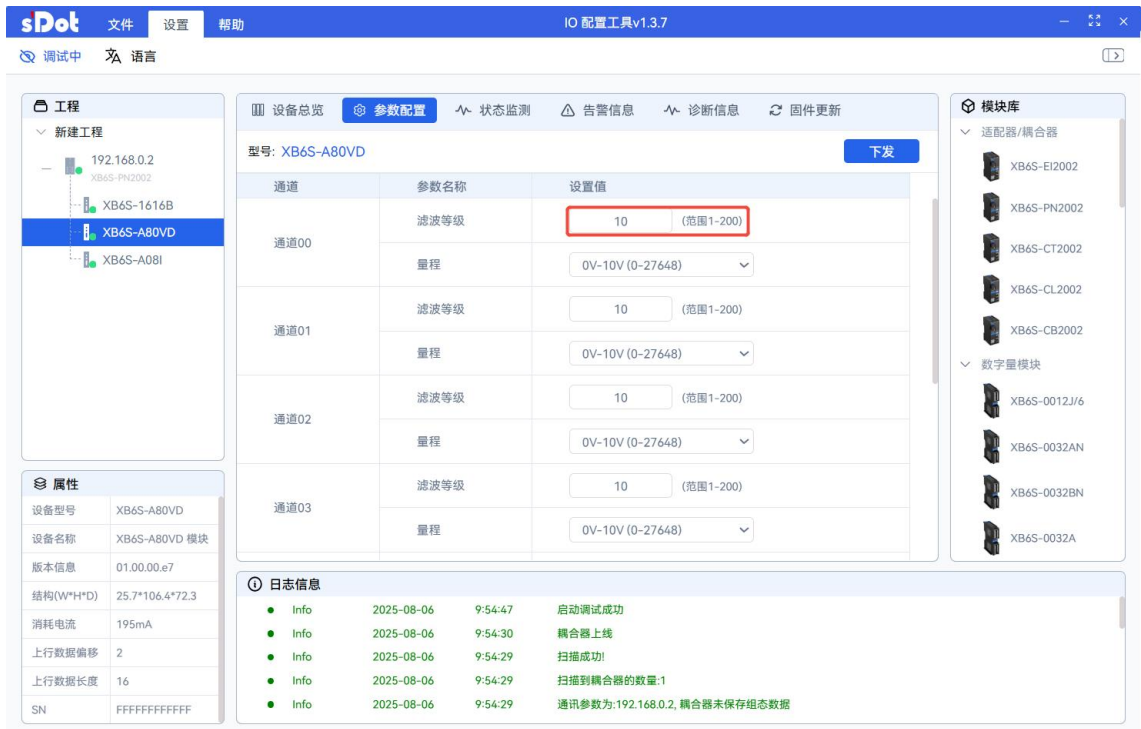 sDot 文件 设置 帮助 IO 配置工具v1.3.7
调试中 语言
工程
新建工程
192.168.0.2
XB6S-PN2002
XB6S-1616B
XB6S-A80VD
XB6S-A08I
设备总览 参数配置 状态监测 告警信息 诊断信息 固件更新
型号: XB6S-A80VD 下发
通道 参数名称 设置值
通道00
滤波等级 10 (范围1-200)
量程 0V-10V (0-27648)
通道01
滤波等级 10 (范围1-200)
量程 0V-10V (0-27648)
通道02
滤波等级 10 (范围1-200)
量程 0V-10V (0-27648)
通道03
滤波等级 10 (范围1-200)
量程 0V-10V (0-27648)
模块库
适配器/耦合器
XB6S-EI2002
XB6S-PN2002
XB6S-CT2002
XB6S-CL2002
XB6S-CB2002
数字量模块
XB6S-0012J/6
XB6S-0032AN
XB6S-0032BN
XB6S-0032A
属性
设备型号 XB6S-A80VD
设备名称 XB6S-A80VD 模块
版本信息 01.00.00.e7
结构(W*H*D) 25.7*106.4*72.3
消耗电流 195mA
上行数据偏移 2
上行数据长度 16
SN FFFFFFFFFFFF
日志信息
Info 2025-08-06 9:54:47 启动调试成功
Info 2025-08-06 9:54:30 耦合器上线
Info 2025-08-06 9:54:29 扫描成功!
Info 2025-08-06 9:54:29 扫描到耦合器的数量:1
Info 2025-08-06 9:54:29 通讯参数为:192.168.0.2, 耦合器未保存组态数据